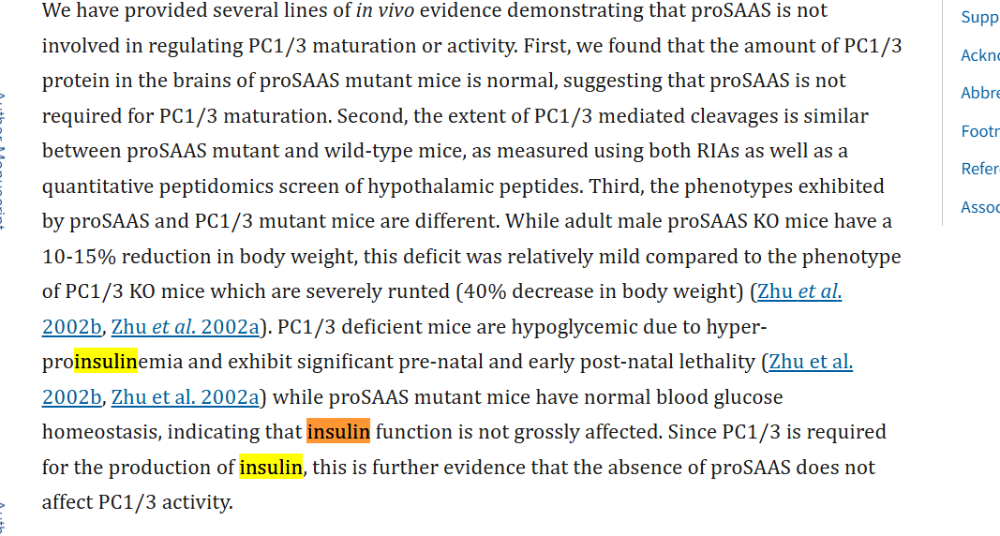 We have provided several lines of in vivo evidence demonstrating that proSAAS is not
involved in regulating PC1/3 maturation or activity. First, we found that the amount of PC1/3
protein in the brains of proSAAS mutant mice is normal, suggesting that proSAAS is not
required for PC1/3 maturation. Second, the extent of PC1/3 mediated cleavages is similar
between proSAAS mutant and wild-type mice, as measured using both RIAs as well as a
quantitative peptidomics screen of hypothalamic peptides. Third, the phenotypes exhibited
by proSAAS and PC1/3 mutant mice are different. While adult male proSAAS KO mice have a
10-15% reduction in body weight, this deficit was relatively mild compared to the phenotype
of PC1/3 KO mice which are severely runted (40% decrease in body weight) (Zhu et al.
2002b, Zhu et al. 2002a). PC1/3 deficient mice are hypoglycemic due to hyper-
proinsulinemia and exhibit significant pre-natal and early post-natal lethality (Zhu et al.
2002b, Zhu et al. 2002a) while proSAAS mutant mice have normal blood glucose
homeostasis, indicating that insulin function is not grossly affected. Since PC1/3 is required
for the production of insulin, this is further evidence that the absence of proSAAS does not
affect PC1/3 activity.
Supp
Ackno
Abbre
Footn
Refer
Assoc